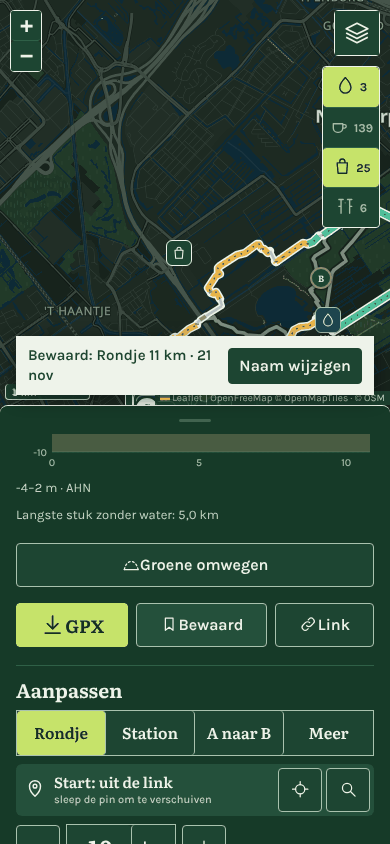 +
−
3
139
25
6
B
'T HAANTJE
Bewaard: Rondje 11 km · 21
nov
Naam wijzigen
Leaflet | OpenFreeMap © OpenMapTiles · © OSM
-10
0 5 10
-4–2 m · AHN
Langste stuk zonder water: 5,0 km
Groene omwegen
GPX
Bewaard
Link
Aanpassen
Rondje
Station
A naar B
Meer
Start: uit de link
sleep de pin om te verschuiven